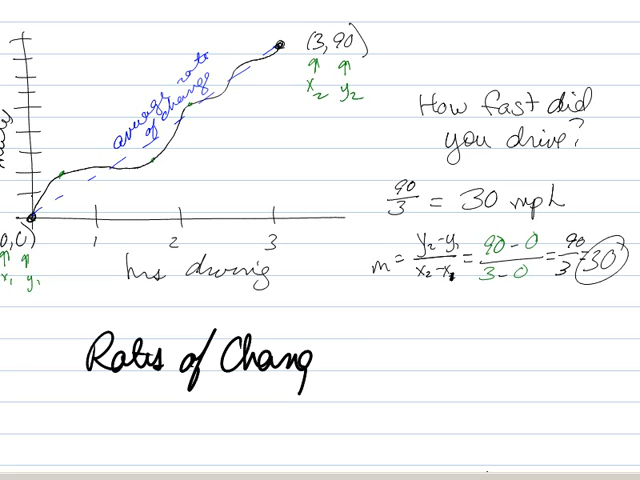 (3, 90)
x2 y2
average rate
of change
How fast did
you drive?
90/3 = 30 mph
m = y2-y1/x2-x1 = 90-0/3-0 = 90/3 = 30
0, 0)
x1 y1
1 2 3
hrs driving
Rates of Chang